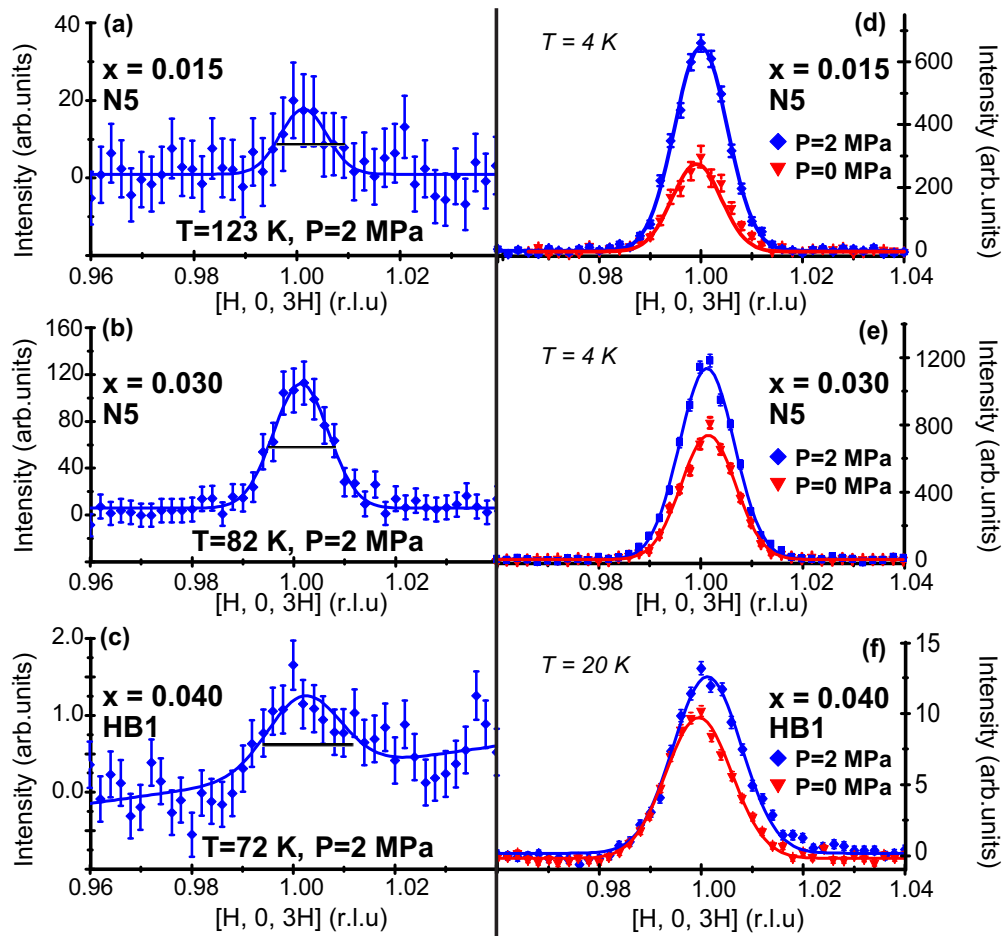 (a)
Intensity (arb.units)
40
20
0
x = 0.015
N5
T=123 K, P=2 MPa
0.96 0.98 1.00 1.02
[H, 0, 3H] (r.l.u)
(d)
T = 4 K
x = 0.015
N5
P=2 MPa
P=0 MPa
600
400
200
0
Intensity (arb.units)
0.98 1.00 1.02 1.04
[H, 0, 3H] (r.l.u)
(b)
Intensity (arb.units)
160
120
80
40
0
x = 0.030
N5
T=82 K, P=2 MPa
0.96 0.98 1.00 1.02
[H, 0, 3H] (r.l.u)
(e)
T = 4 K
x = 0.030
N5
P=2 MPa
P=0 MPa
1200
800
400
0
Intensity (arb.units)
0.98 1.00 1.02 1.04
[H, 0, 3H] (r.l.u)
(c)
Intensity (arb.units)
2.0
1.0
0.0
x = 0.040
HB1
T=72 K, P=2 MPa
0.96 0.98 1.00 1.02
[H, 0, 3H] (r.l.u)
(f)
T = 20 K
x = 0.040
HB1
P=2 MPa
P=0 MPa
15
10
5
0
Intensity (arb.units)
0.98 1.00 1.02 1.04
[H, 0, 3H] (r.l.u)